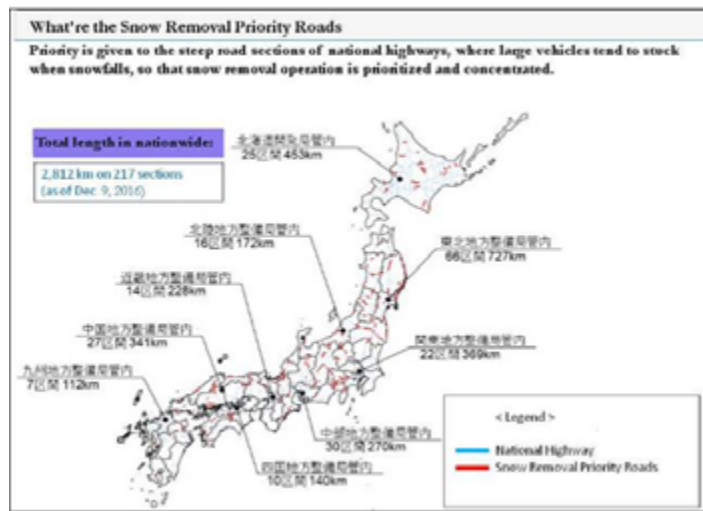 What're the Snow Removal Priority Roads
Priority is given to the steep road sections of national highways, where large vehicles tend to stuck
when snowfalls, so that snow removal operation is prioritized and concentrated.
Total length in nationwide:
2,812 km on 217 sections
(as of Dec. 9, 2016)
北海道開発局管内
25区間 453km
北陸地方整備局管内
16区間 172km
東北地方整備局管内
66区間 727km
近畿地方整備局管内
14区間 228km
中国地方整備局管内
27区間 341km
関東地方整備局管内
22区間 369km
九州地方整備局管内
7区間 112km
中部地方整備局管内
30区間 270km
四国地方整備局管内
10区間 140km
< Legend >
National Highway
Snow Removal Priority Roads